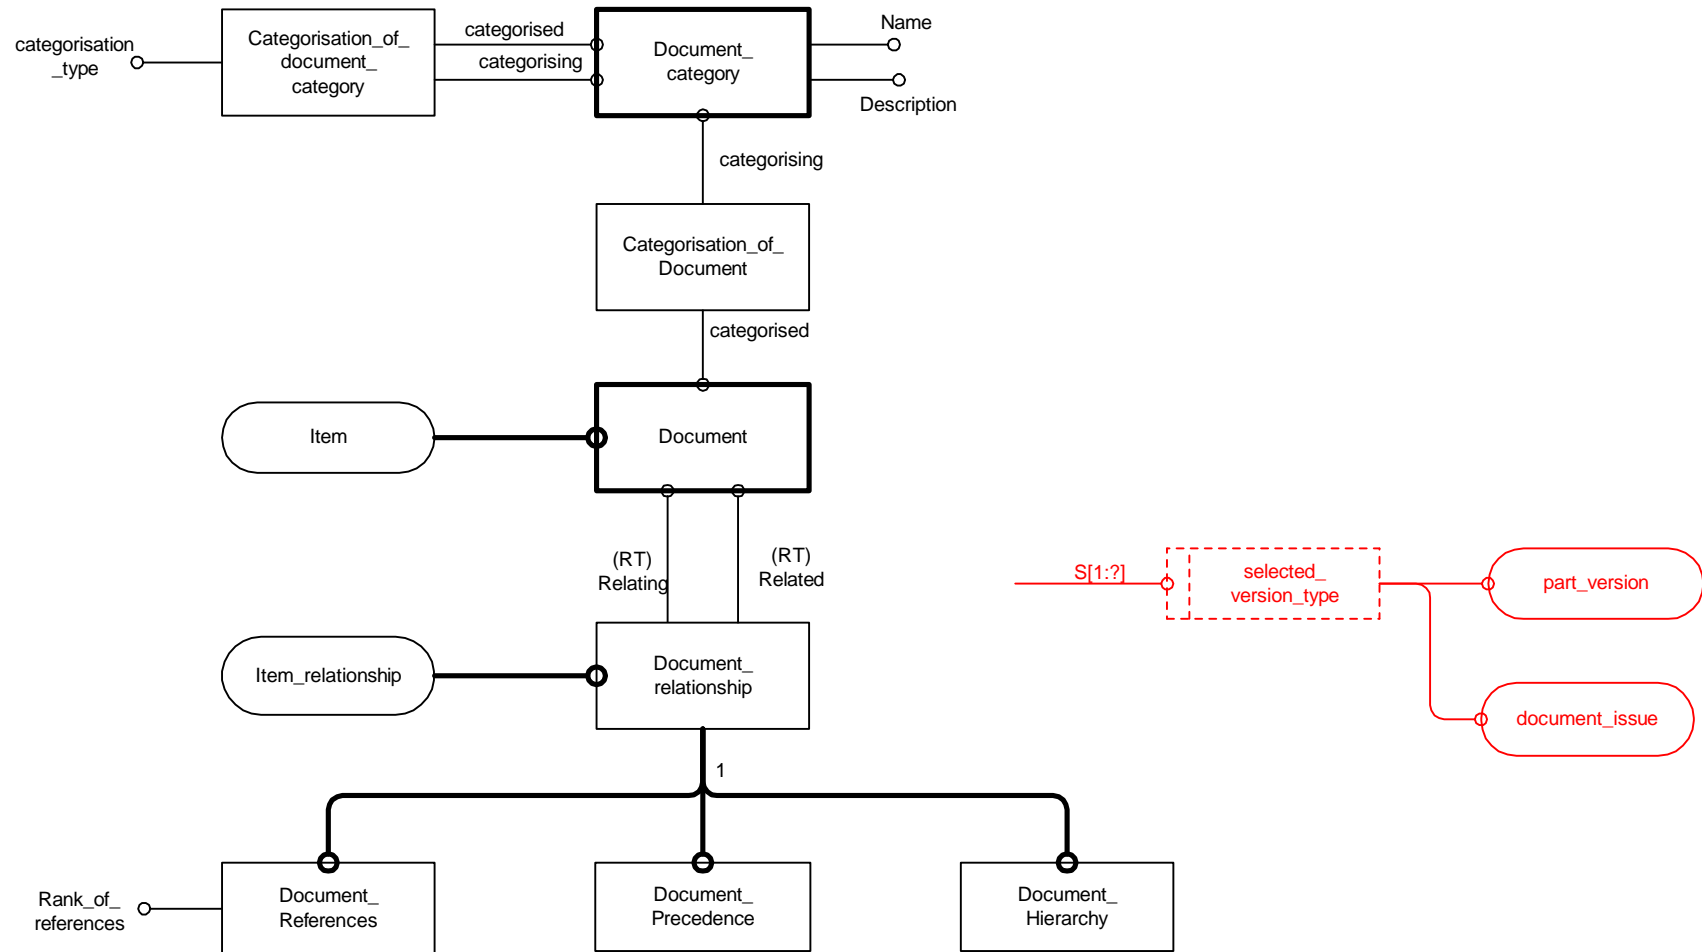 categorisation
_type
Categorisation_of_
document_
category
categorised
categorising
Document_
category
Name
Description
categorising
Categorisation_of_
Document
categorised
Item
Document
(RT)
Relating
(RT)
Related
S[1:?]
selected_
version_type
part_version
document_issue
Item_relationship
Document_
relationship
1
Rank_of_
references
Document_
References
Document_
Precedence
Document_
Hierarchy